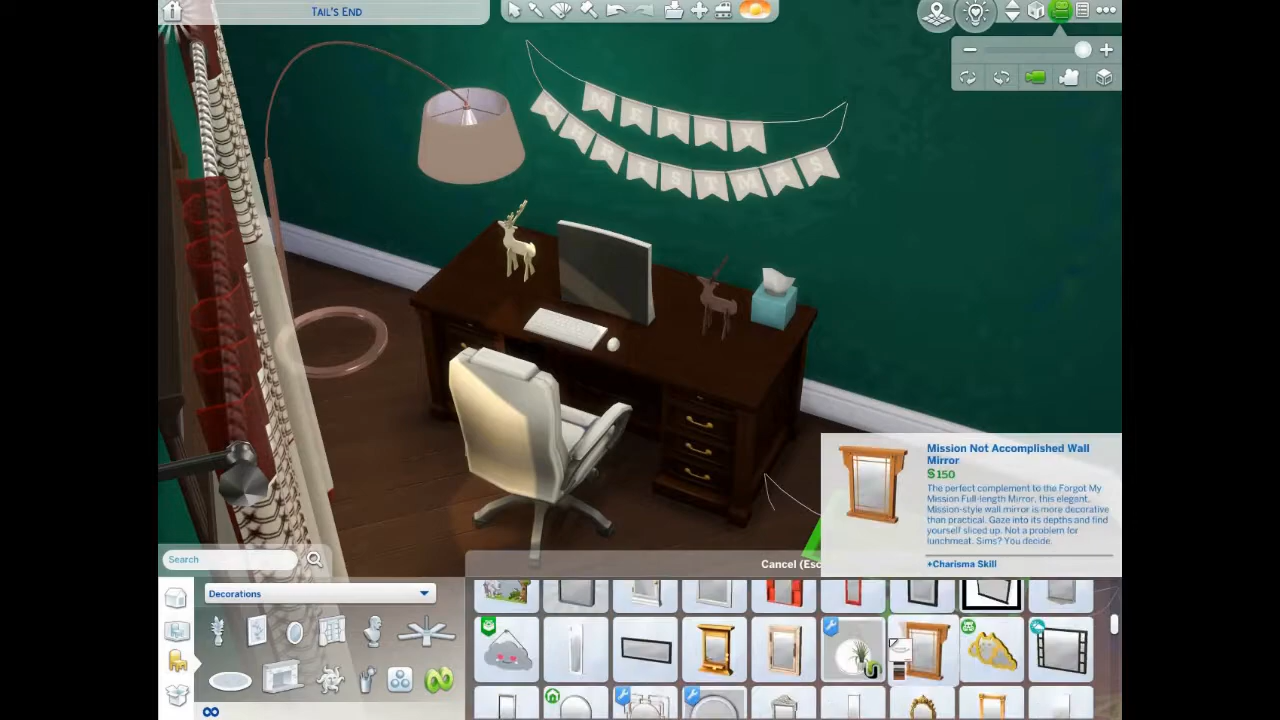 TAIL'S END
MERRY
CHRISTMAS
Mission Not Accomplished Wall
Mirror
§150
The perfect complement to the Forgot My
Mission Full-length Mirror, this elegant,
Mission-style wall mirror is more decorative
than practical. Gaze into its depths and find
yourself sliced up. Not a problem for
lunchmeat. Sims? You decide.
+Charisma Skill
Search
Cancel (Esc
Decorations